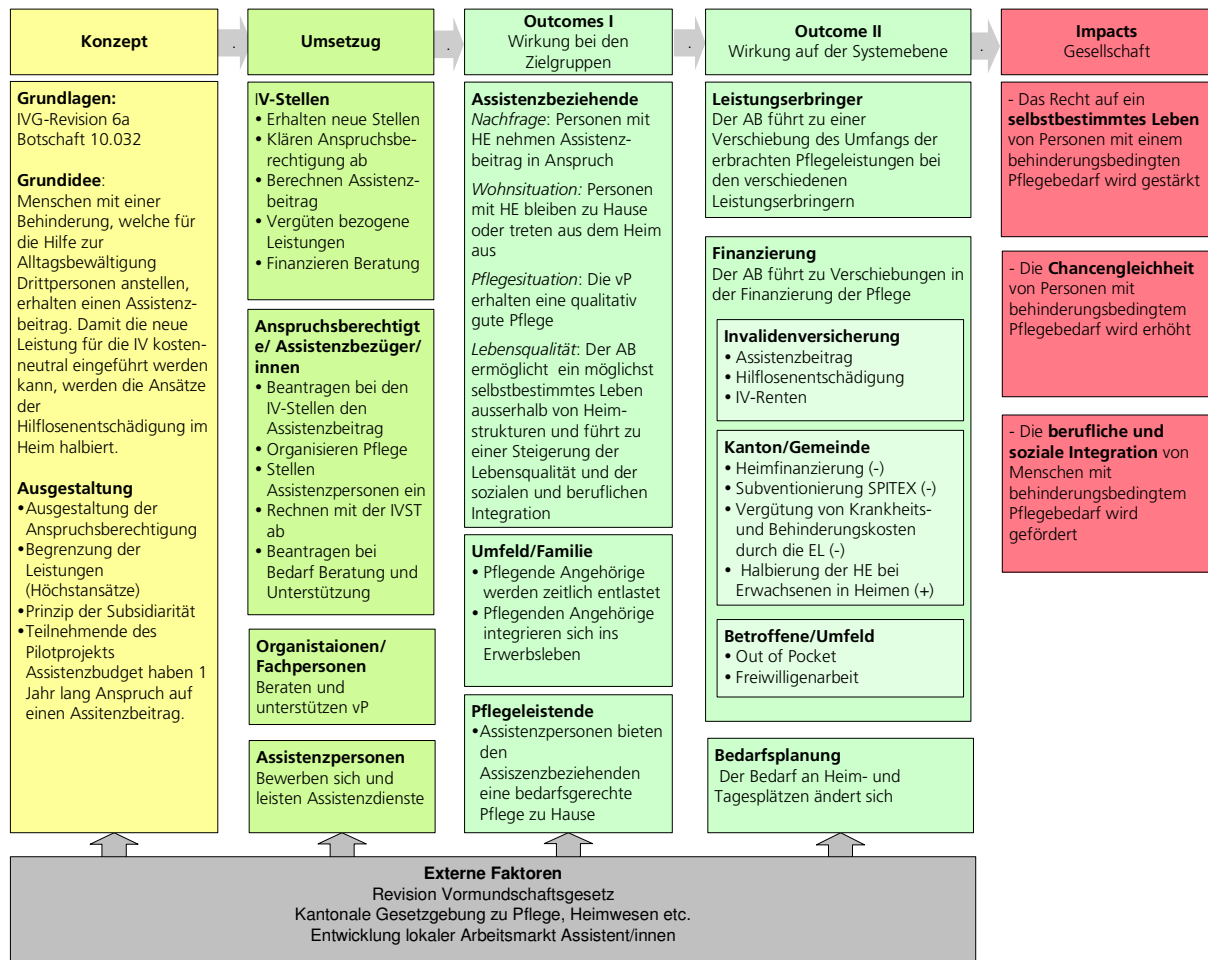 Konzept
Grundlagen:
IVG-Revision 6a
Botschaft 10.032
Grundidee:
Menschen mit einer
Behinderung, welche für
die Hilfe zur
Alltagsbewältigung
Drittpersonen anstellen,
erhalten einen Assistenz-
beitrag. Damit die neue
Leistung für die IV kosten-
neutral eingeführt werden
kann, werden die Ansätze
der
Hilflosenentschädigung im
Heim halbiert.
Ausgestaltung
•Ausgestaltung der
Anspruchsberechtigung
•Begrenzung der
Leistungen
(Höchstansätze)
•Prinzip der Subsidiarität
•Teilnehmende des
Pilotprojekts
Assistenzbudget haben 1
Jahr lang Anspruch auf
einen Assitenzbeitrag.
.
Umsetzug
IV-Stellen
• Erhalten neue Stellen
• Klären Anspruchsbe-
rechtigung ab
• Berechnen Assistenz-
beitrag
• Vergüten bezogene
Leistungen
• Finanzieren Beratung
Anspruchsberechtigt
e/ Assistenzbezüger/
innen
• Beantragen bei den
IV-Stellen den
Assistenzbeitrag
• Organisieren Pflege
• Stellen
Assistenzpersonen ein
• Rechnen mit der IVST
ab
• Beantragen bei
Bedarf Beratung und
Unterstützung
Organistaionen/
Fachpersonen
Beraten und
unterstützen vP
Assistenzpersonen
Bewerben sich und
leisten Assistenzdienste
.
Outcomes I
Wirkung bei den
Zielgruppen
Assistenzbeziehende
Nachfrage: Personen mit
HE nehmen Assistenz-
beitrag in Anspruch
Wohnsituation: Personen
mit HE bleiben zu Hause
oder treten aus dem Heim
aus
Pflegesituation: Die vP
erhalten eine qualitativ
gute Pflege
Lebensqualität: Der AB
ermöglicht ein möglichst
selbstbestimmtes Leben
ausserhalb von Heim-
strukturen und führt zu
einer Steigerung der
Lebensqualität und der
sozialen und beruflichen
Integration
Umfeld/Familie
• Pflegende Angehörige
werden zeitlich entlastet
• Pflegenden Angehörige
integrieren sich ins
Erwerbsleben
Pflegeleistende
•Assistenzpersonen bieten
den
Assiszenzbeziehenden
eine bedarfsgerechte
Pflege zu Hause
.
Outcome II
Wirkung auf der Systemebene
Leistungserbringer
Der AB führt zu einer
Verschiebung des Umfangs der
erbrachten Pflegeleistungen bei
den verschiedenen
Leistungserbringern
Finanzierung
Der AB führt zu Verschiebungen in
der Finanzierung der Pflege
Invalidenversicherung
• Assistenzbeitrag
• Hilflosenentschädigung
• IV-Renten
Kanton/Gemeinde
• Heimfinanzierung (-)
• Subventionierung SPITEX (-)
• Vergütung von Krankheits-
und Behinderungskosten
durch die EL (-)
• Halbierung der HE bei
Erwachsenen in Heimen (+)
Betroffene/Umfeld
• Out of Pocket
• Freiwilligenarbeit
Bedarfsplanung
Der Bedarf an Heim- und
Tagesplätzen ändert sich
.
Impacts
Gesellschaft
- Das Recht auf ein
selbstbestimmtes Leben
von Personen mit einem
behinderungsbedingten
Pflegebedarf wird gestärkt
- Die Chancengleichheit
von Personen mit
behinderungsbedingtem
Pflegebedarf wird erhöht
- Die berufliche und
soziale Integration von
Menschen mit
behinderungsbedingtem
Pflegebedarf wird
gefördert
Externe Faktoren
Revision Vormundschaftsgesetz
Kantonale Gesetzgebung zu Pflege, Heimwesen etc.
Entwicklung lokaler Arbeitsmarkt Assistent/innen